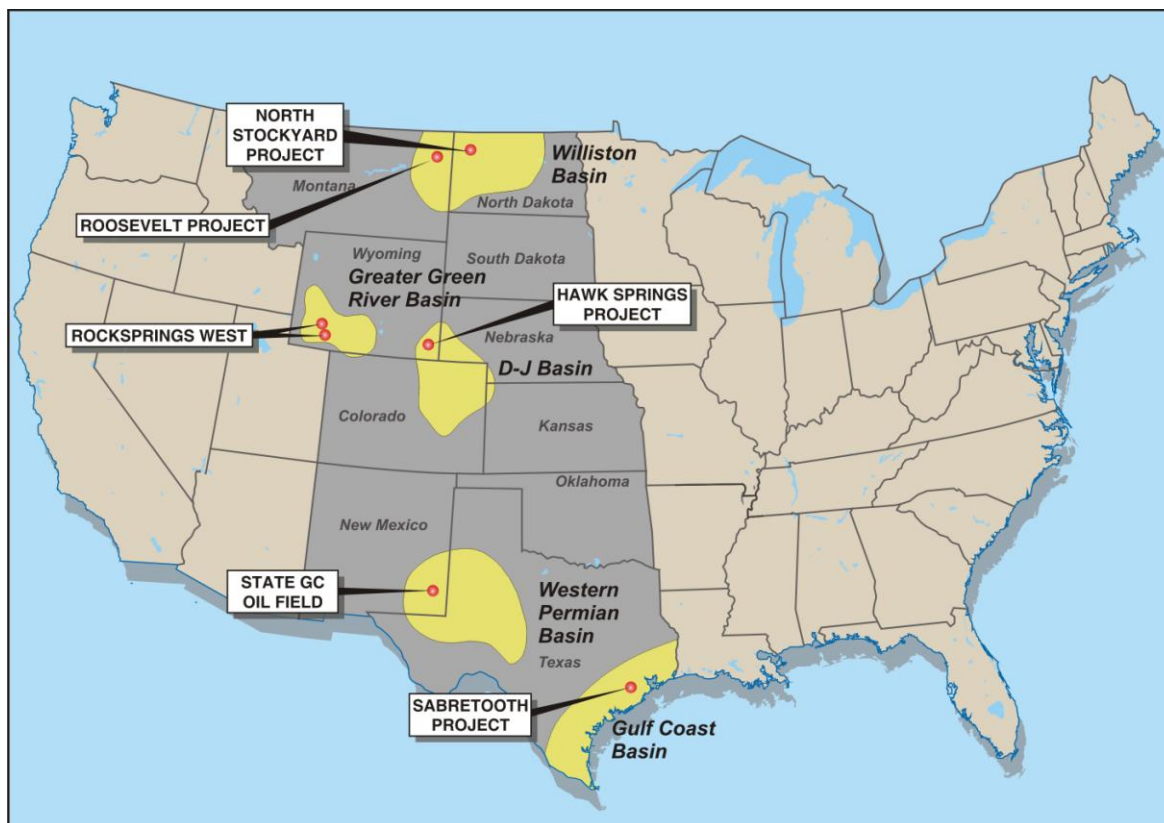 NORTH
STOCKYARD
PROJECT
Williston
Basin
Montana
North Dakota
ROOSEVELT PROJECT
Wyoming
South Dakota
Greater Green
River Basin
HAWK SPRINGS
PROJECT
ROCKSPRINGS WEST
Nebraska
D-J Basin
Colorado
Kansas
Oklahoma
New Mexico
STATE GC
OIL FIELD
Western
Permian
Basin
Texas
SABRETOOTH
PROJECT
Gulf Coast
Basin